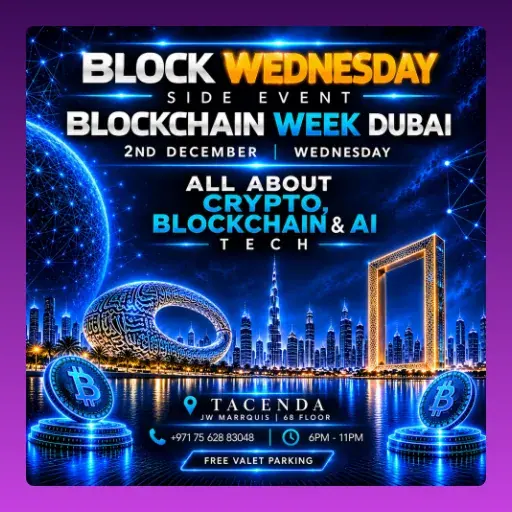 BLOCK WEDNESDAY
SIDE EVENT
BLOCKCHAIN WEEK DUBAI
2ND DECEMBER | WEDNESDAY
ALL ABOUT
CRYPTO,
BLOCKCHAIN & AI
TECH
TACENDA
JW MARRQUIS | 68 FLOOR
+971 75 628 83048 | 6PM - 11PM
FREE VALET PARKING